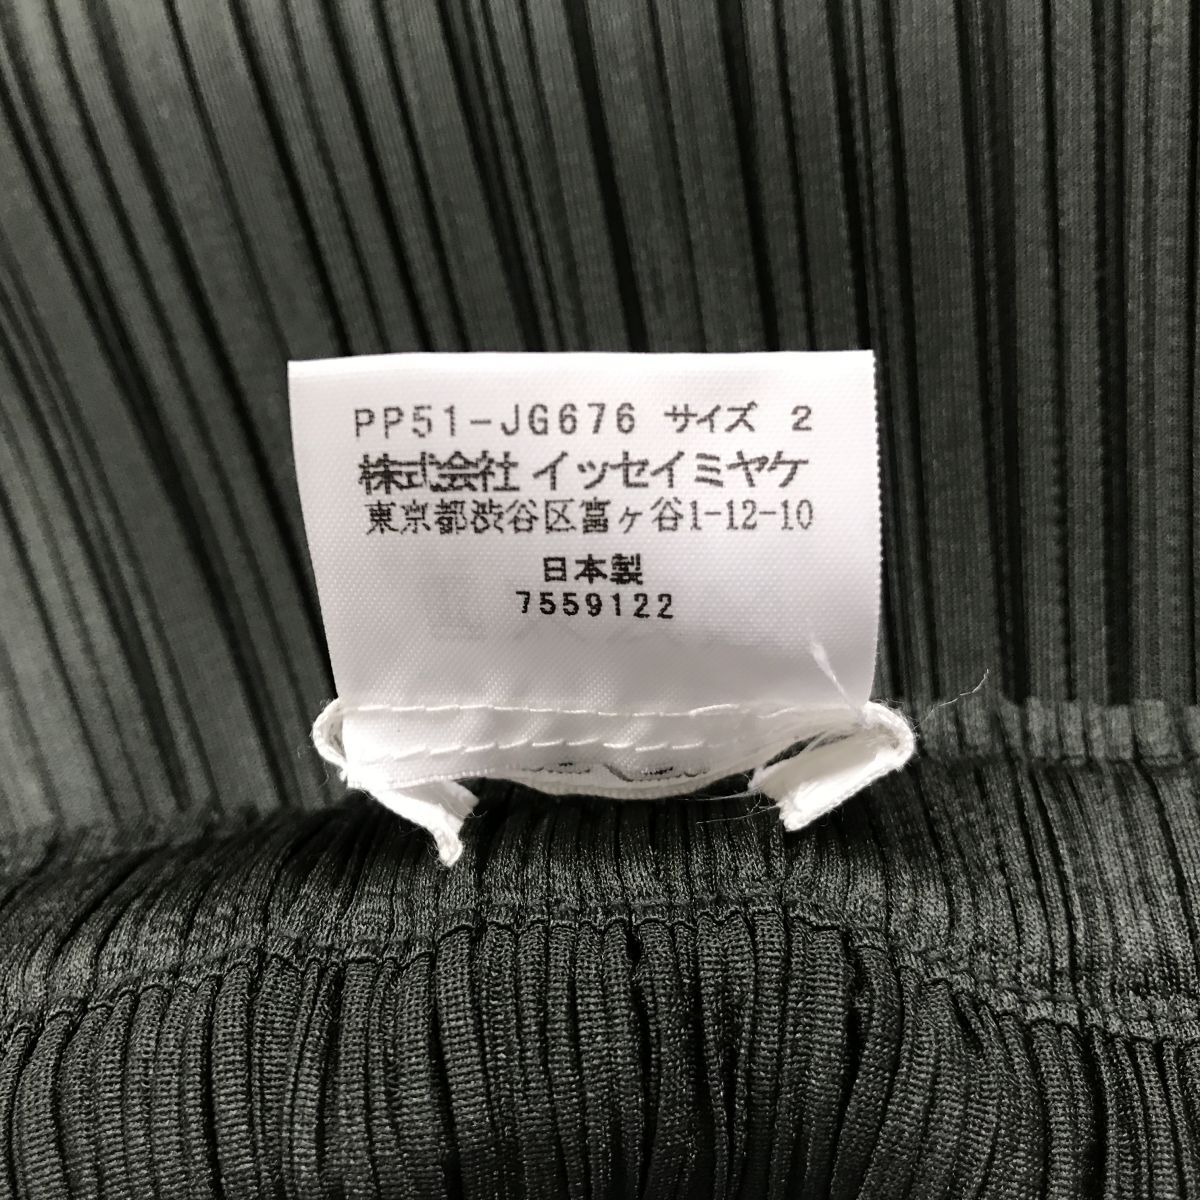 PP51-JG676 サイズ 2
株式会社 イッセイミヤケ
東京都渋谷区富ヶ谷1-12-10
日本製
7559122